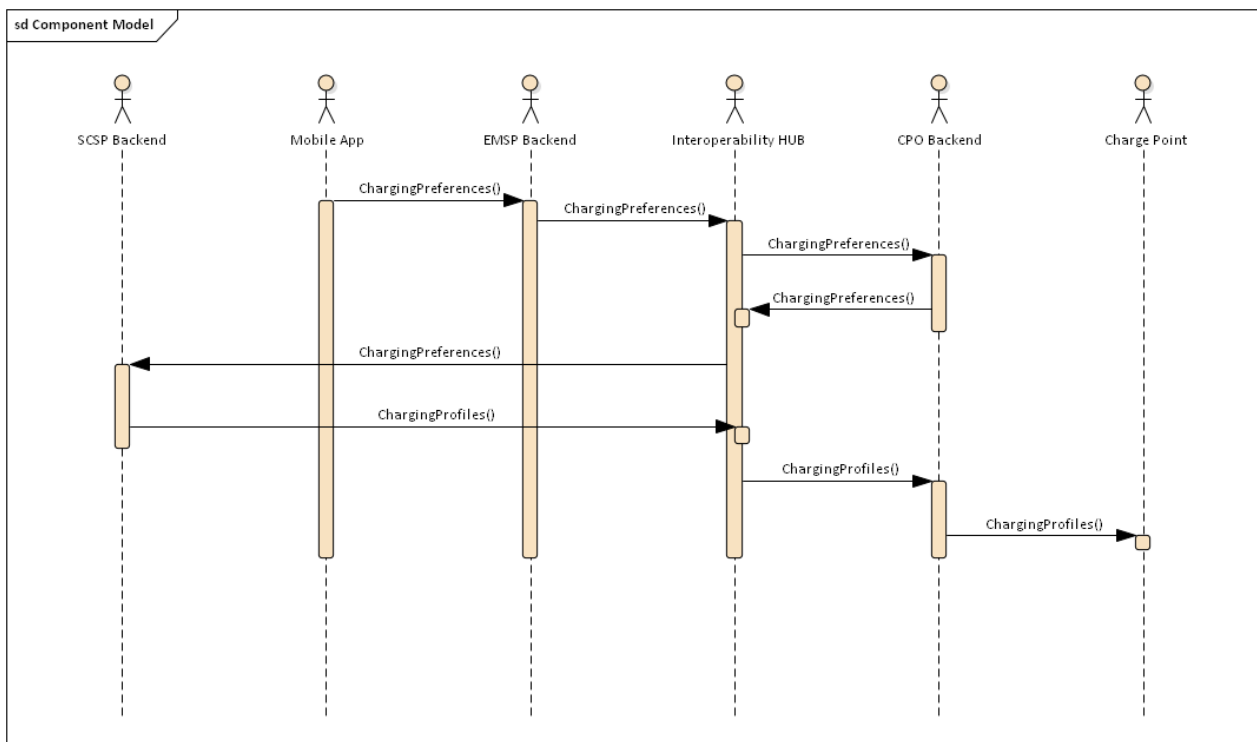 sd Component Model
SCSP Backend
Mobile App
EMSP Backend
Interoperability HUB
CPO Backend
Charge Point
ChargingPreferences()
ChargingPreferences()
ChargingPreferences()
ChargingPreferences()
ChargingPreferences()
ChargingProfiles()
ChargingProfiles()
ChargingProfiles()